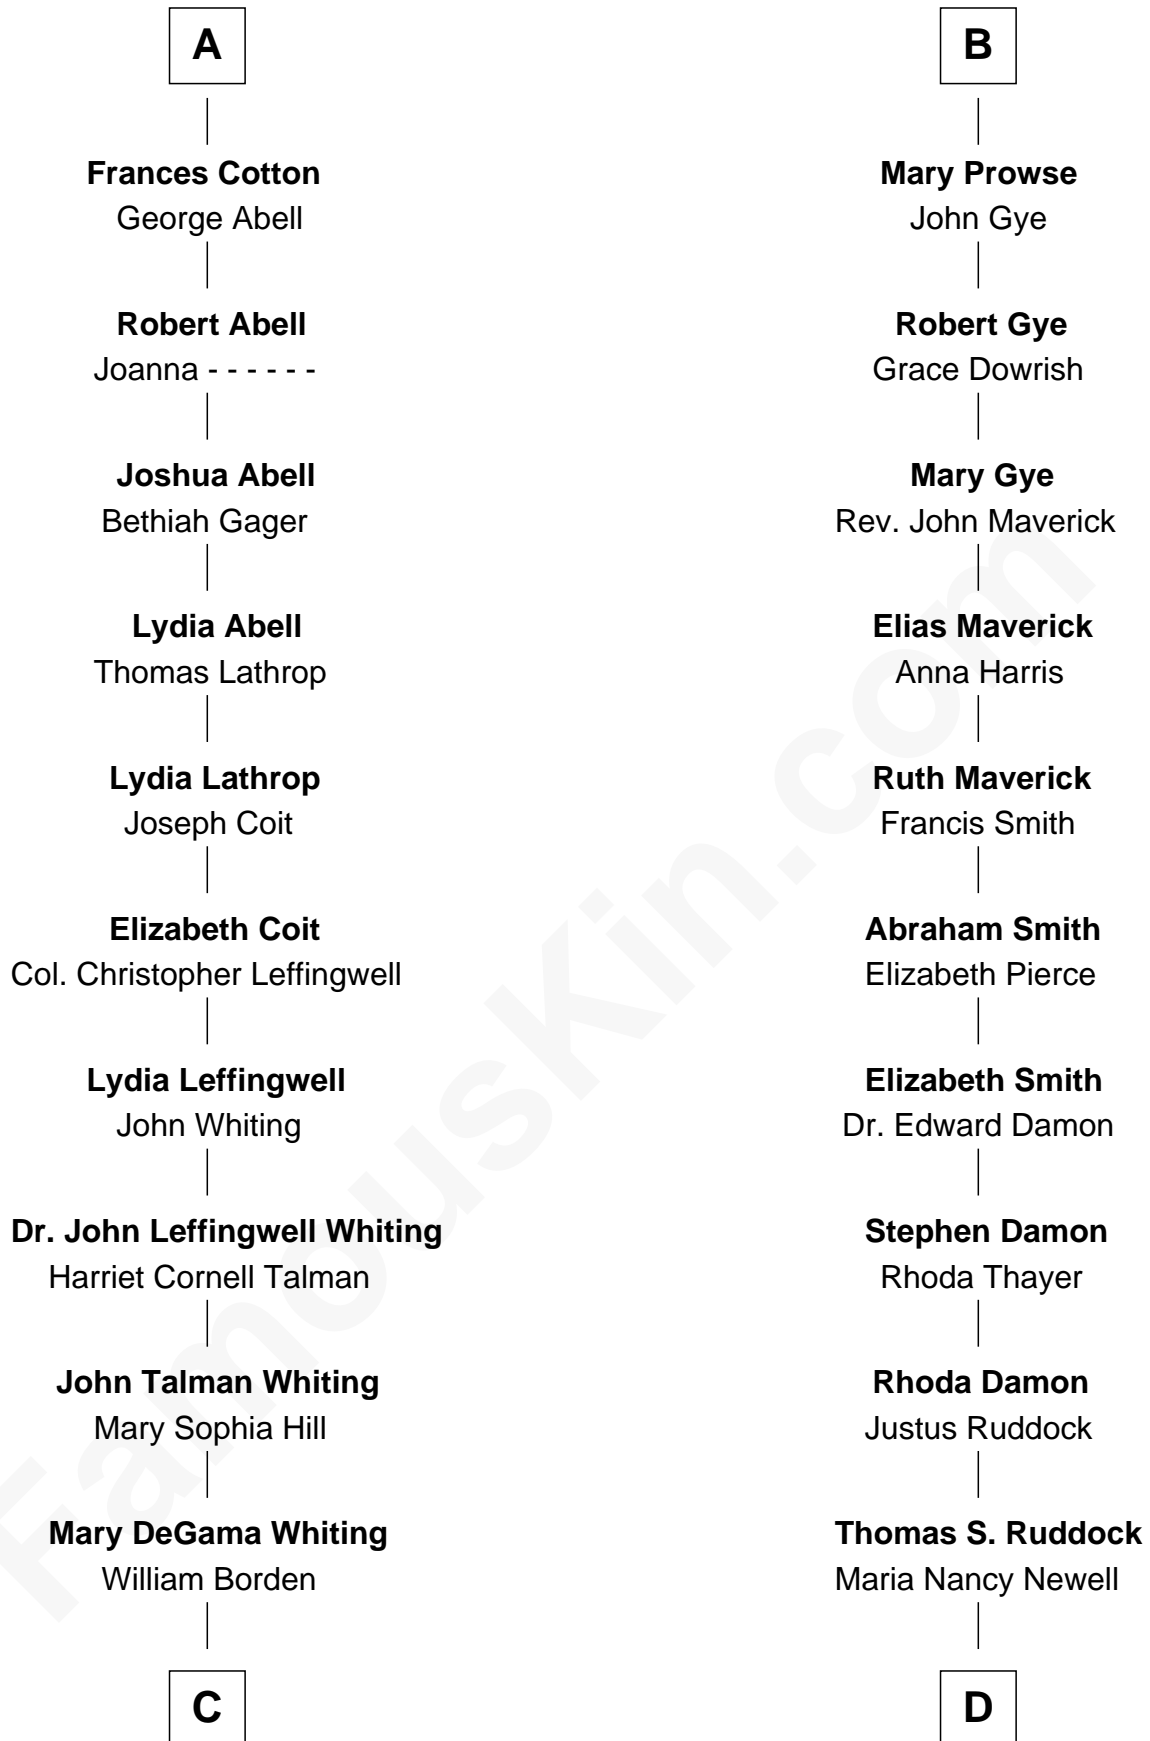 A
Frances Cotton
George Abell
Robert Abell
Joanna - - - - - -
Joshua Abell
Bethiah Gager
Lydia Abell
Thomas Lathrop
Lydia Lathrop
Joseph Coit
Elizabeth Coit
Col. Christopher Leffingwell
Lydia Leffingwell
John Whiting
Dr. John Leffingwell Whiting
Harriet Cornell Talman
John Talman Whiting
Mary Sophia Hill
Mary DeGama Whiting
William Borden
C
B
Mary Prowse
John Gye
Robert Gye
Grace Dowrish
Mary Gye
Rev. John Maverick
Elias Maverick
Anna Harris
Ruth Maverick
Francis Smith
Abraham Smith
Elizabeth Pierce
Elizabeth Smith
Dr. Edward Damon
Stephen Damon
Rhoda Thayer
Rhoda Damon
Justus Ruddock
Thomas S. Ruddock
Maria Nancy Newell
D
FamousKin.com